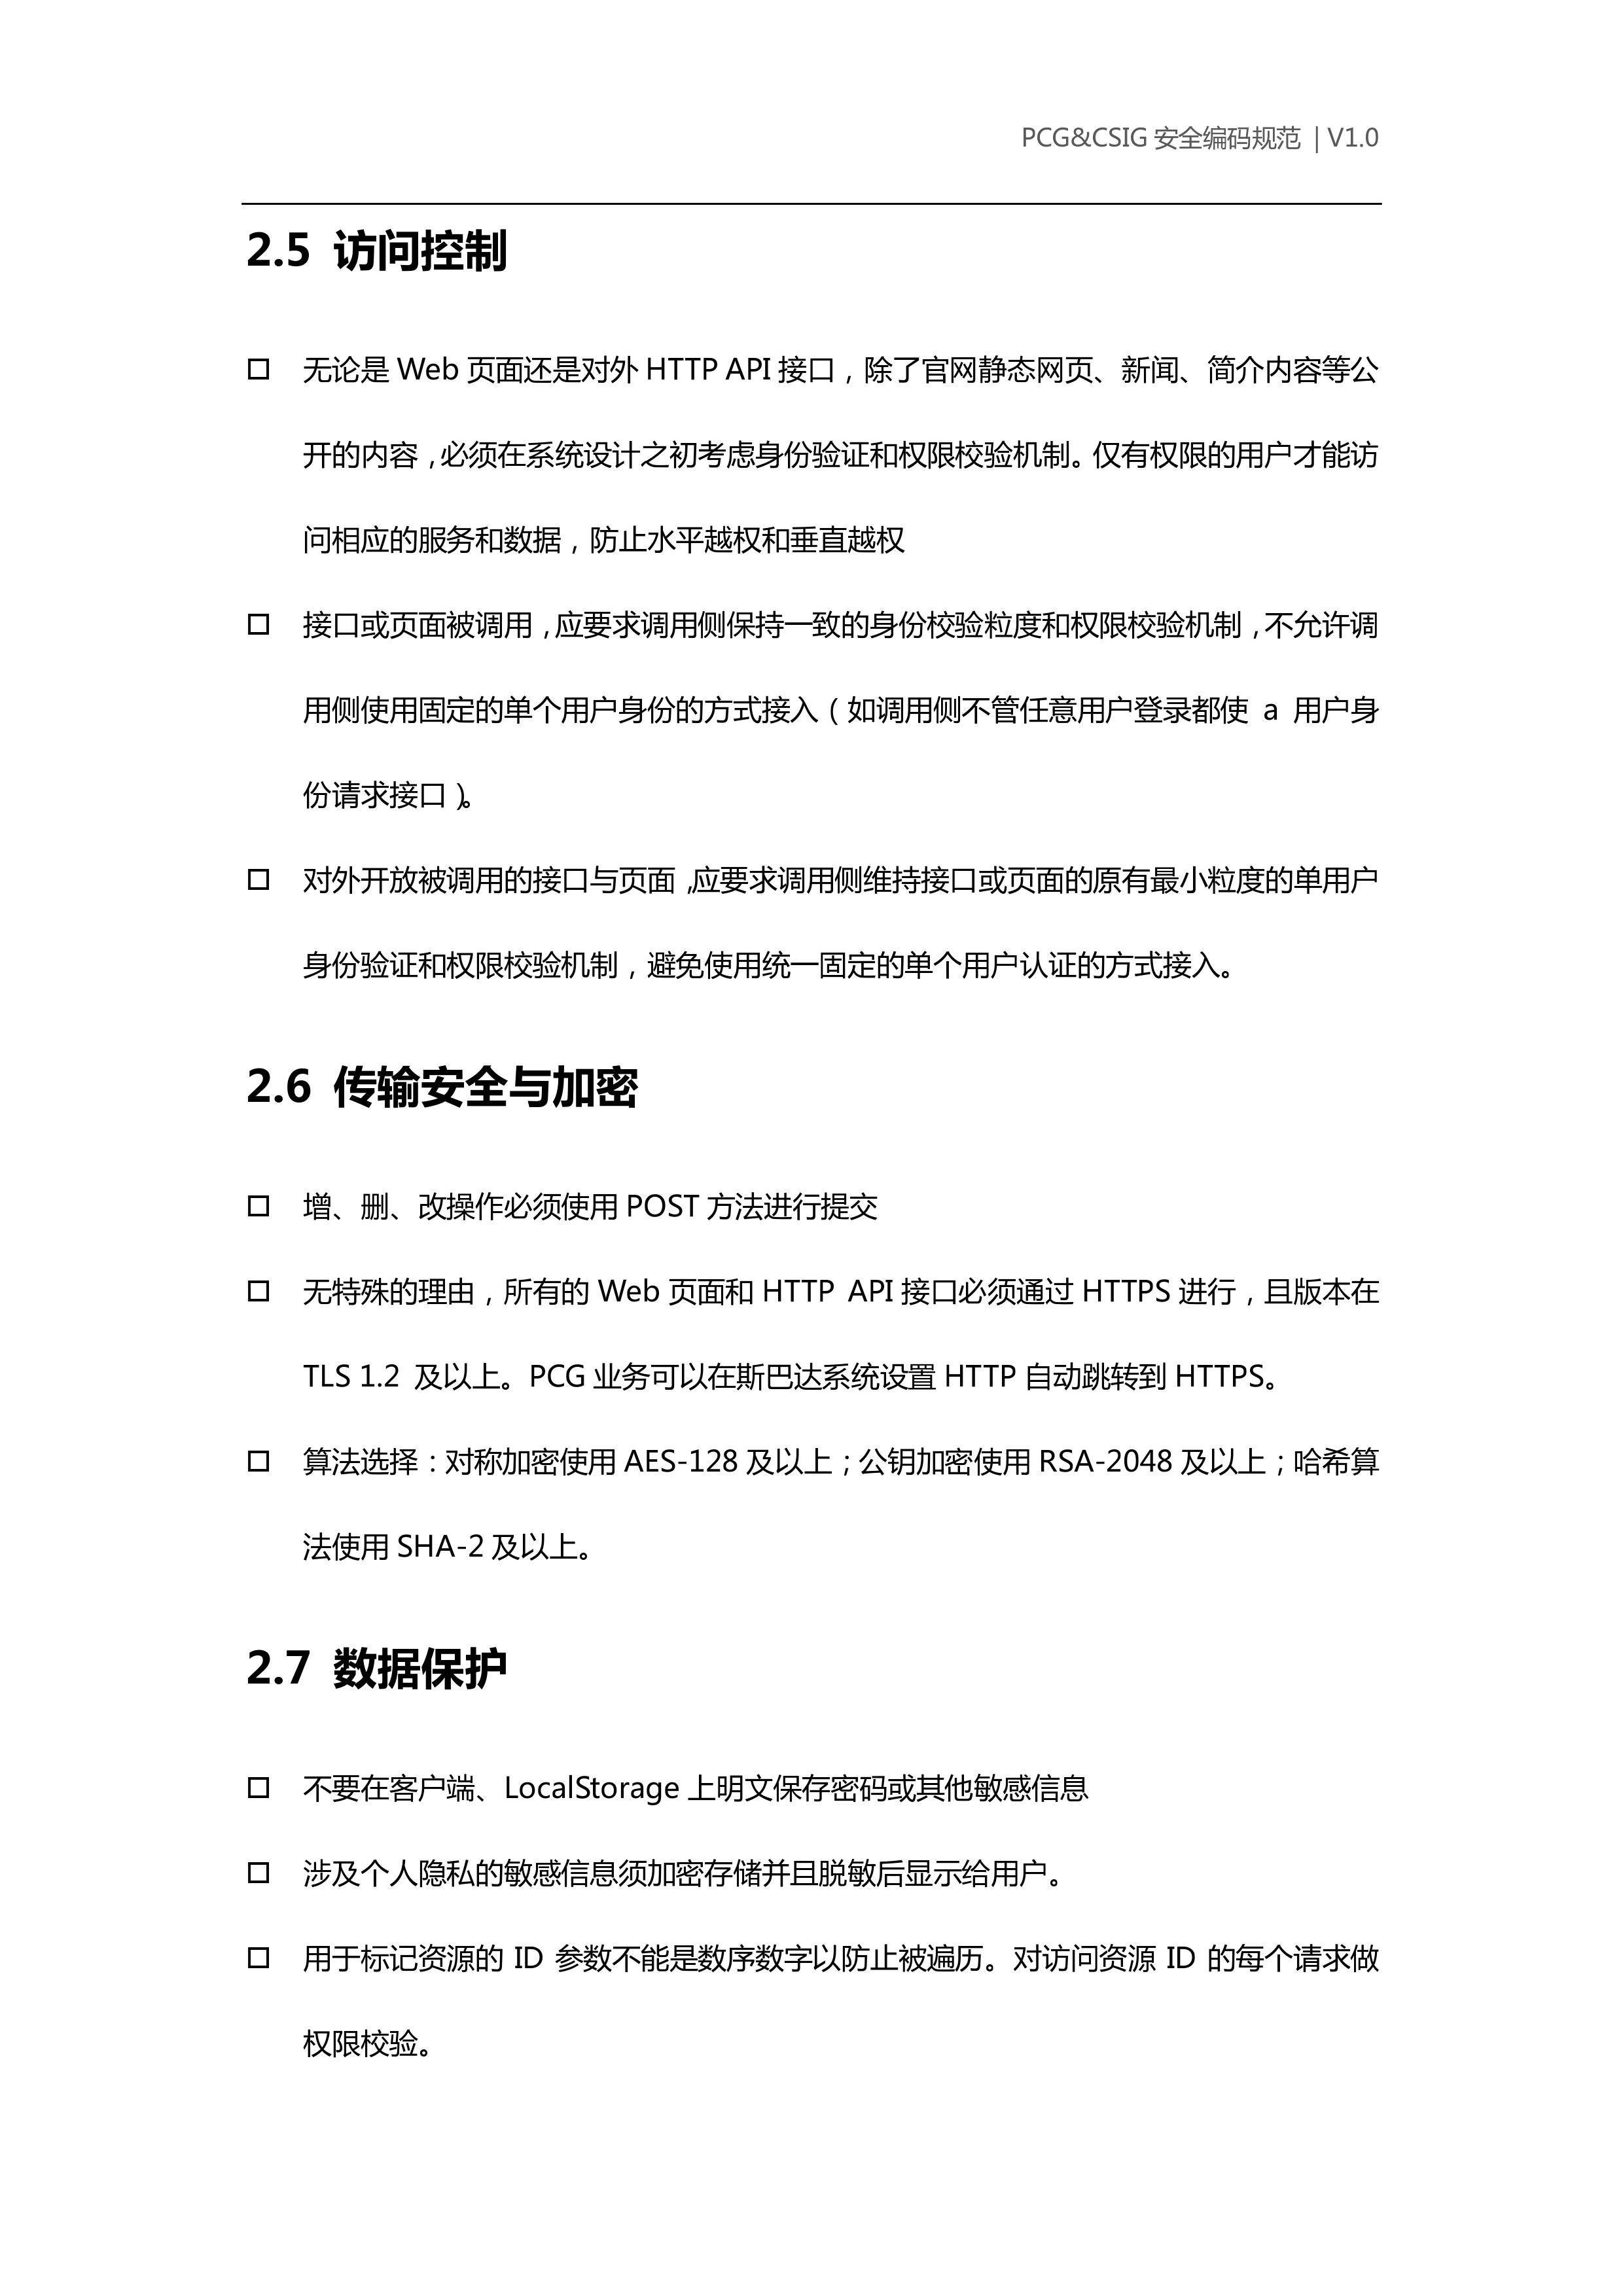 PCG&CSIG 安全编码规范 | V1.0
2.5 访问控制
□ 无论是 Web 页面还是对外 HTTP API 接口，除了官网静态网页、新闻、简介内容等公
开的内容，必须在系统设计之初考虑身份验证和权限校验机制。仅有权限的用户才能访
问相应的服务和数据，防止水平越权和垂直越权
□ 接口或页面被调用，应要求调用侧保持一致的身份校验粒度和权限校验机制，不允许调
用侧使用固定的单个用户身份的方式接入（如调用侧不管任意用户登录都使 a 用户身
份请求接口）。
□ 对外开放被调用的接口与页面，应要求调用侧维持接口或页面的原有最小粒度的单用户
身份验证和权限校验机制，避免使用统一固定的单个用户认证的方式接入。
2.6 传输安全与加密
□ 增、删、改操作必须使用 POST 方法进行提交
□ 无特殊的理由，所有的 Web 页面和 HTTP API 接口必须通过 HTTPS 进行，且版本在
TLS 1.2 及以上。PCG 业务可以在斯巴达系统设置 HTTP 自动跳转到 HTTPS。
□ 算法选择：对称加密使用 AES-128 及以上；公钥加密使用 RSA-2048 及以上；哈希算
法使用 SHA-2 及以上。
2.7 数据保护
□ 不要在客户端、LocalStorage 上明文保存密码或其他敏感信息
□ 涉及个人隐私的敏感信息须加密存储并且脱敏后显示给用户。
□ 用于标记资源的 ID 参数不能是数序数字以防止被遍历。对访问资源 ID 的每个请求做
权限校验。